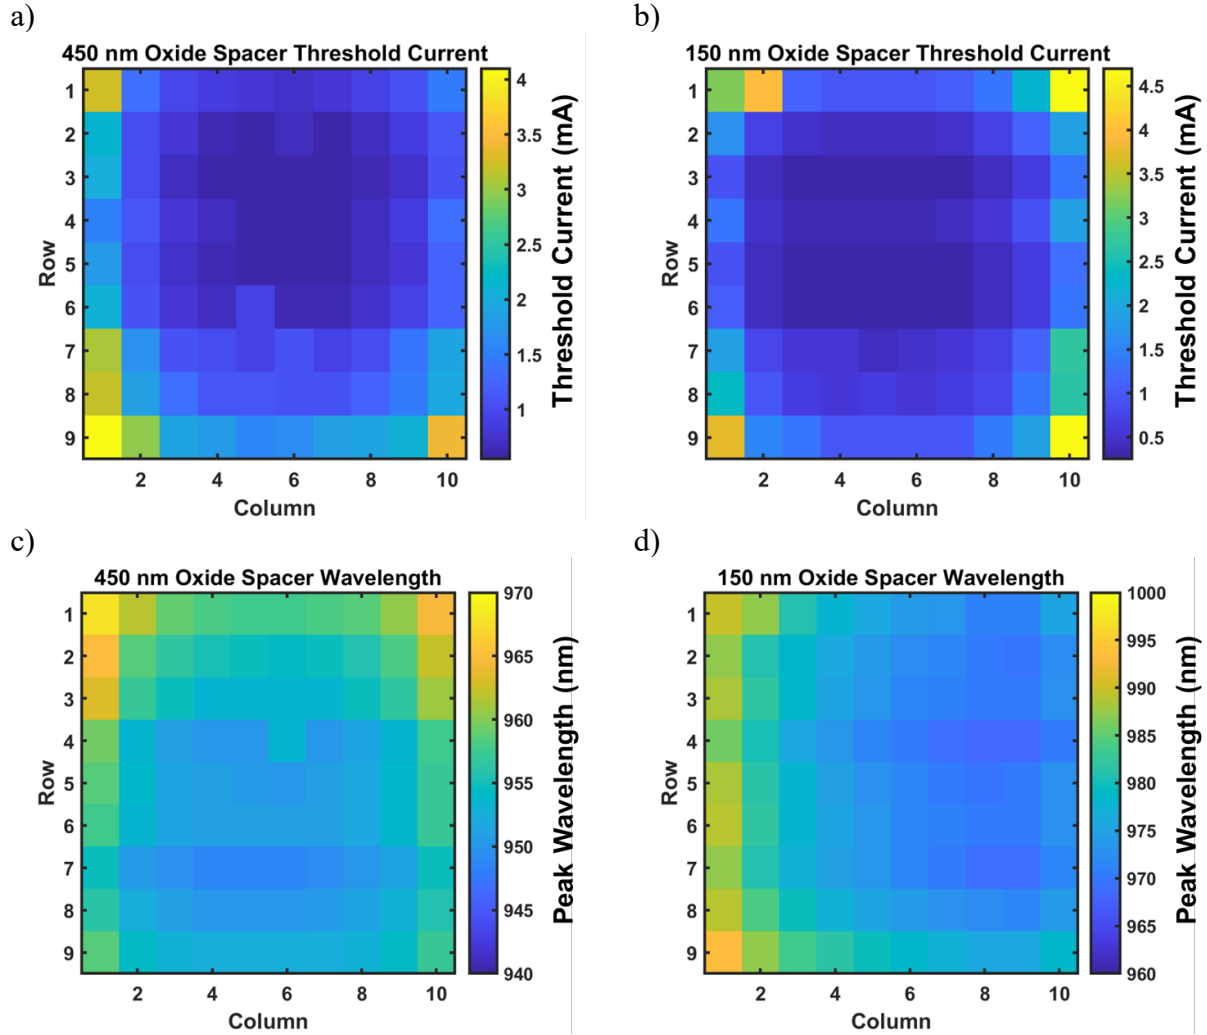 a)
450 nm Oxide Spacer Threshold Current
1
2
3
4
5
6
7
8
9
Row
2 4 6 8 10
Column
4
3.5
3
2.5
2
1.5
1
Threshold Current (mA)
b)
150 nm Oxide Spacer Threshold Current
1
2
3
4
5
6
7
8
9
Row
2 4 6 8 10
Column
4.5
4
3.5
3
2.5
2
1.5
1
0.5
Threshold Current (mA)
c)
450 nm Oxide Spacer Wavelength
1
2
3
4
5
6
7
8
9
Row
2 4 6 8 10
Column
970
965
960
955
950
945
940
Peak Wavelength (nm)
d)
150 nm Oxide Spacer Wavelength
1
2
3
4
5
6
7
8
9
Row
2 4 6 8 10
Column
1000
995
990
985
980
975
970
965
960
Peak Wavelength (nm)